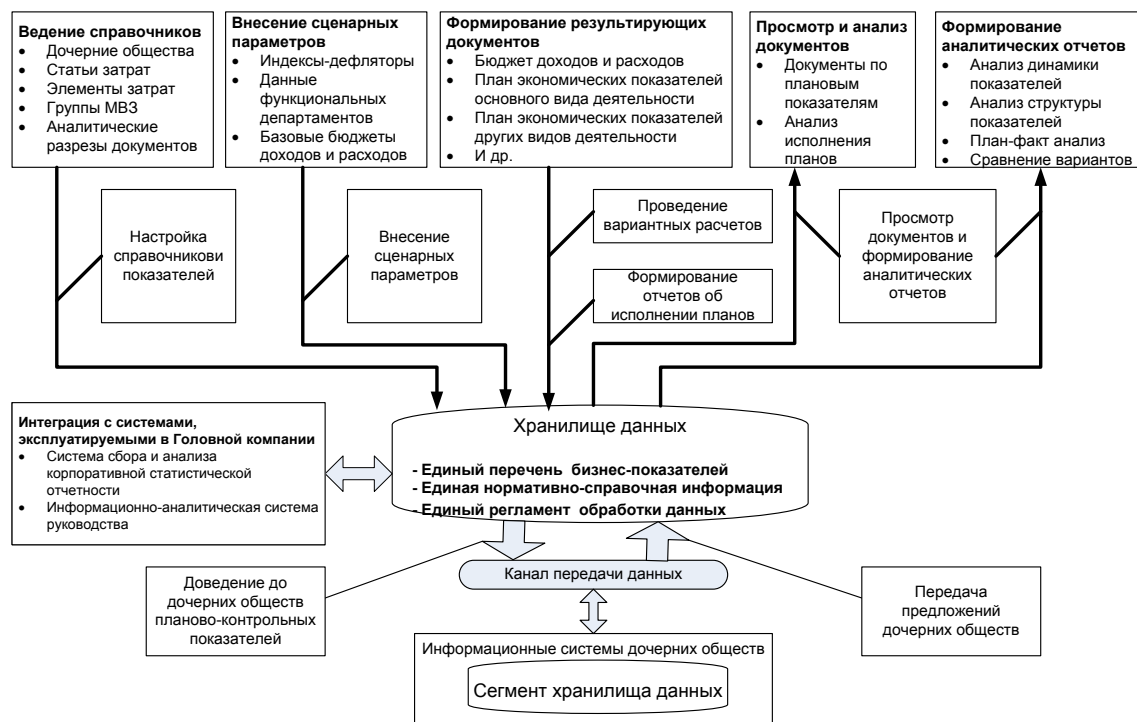 Ведение справочников
• Дочерние общества
• Статьи затрат
• Элементы затрат
• Группы МВЗ
• Аналитические
разрезы документов
Внесение сценарных
параметров
• Индексы-дефляторы
• Данные
функциональных
департаментов
• Базовые бюджеты
доходов и расходов
Формирование результирующих
документов
• Бюджет доходов и расходов
• План экономических показателей
основного вида деятельности
• План экономических показателей
других видов деятельности
• И др.
Просмотр и анализ
документов
• Документы по
плановым
показателям
• Анализ
исполнения
планов
Формирование
аналитических отчетов
• Анализ динамики
показателей
• Анализ структуры
показателей
• План-факт анализ
• Сравнение вариантов
Настройка
справочникови
показателей
Внесение
сценарных
параметров
Проведение
вариантных расчетов
Формирование
отчетов об
исполнении планов
Просмотр
документов и
формирование
аналитических
отчетов
Интеграция с системами,
эксплуатируемыми в Головной компании
• Система сбора и анализа
корпоративной статистической
отчетности
• Информационно-аналитическая система
руководства
Хранилище данных
- Единый перечень бизнес-показателей
- Единая нормативно-справочная информация
- Единый регламент обработки данных
Доведение до
дочерних обществ
планово-контрольных
показателей
Канал передачи данных
Передача
предложений
дочерних обществ
Информационные системы дочерних обществ
Сегмент хранилища данных